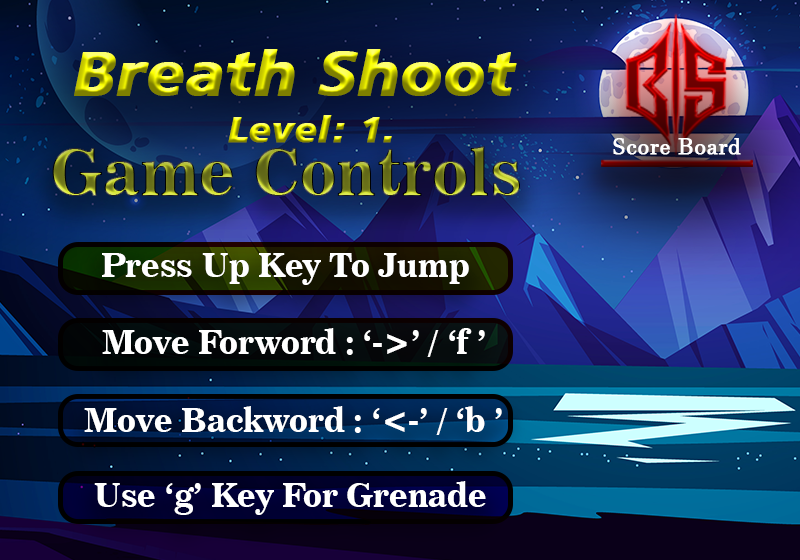 Breath Shoot
Level: 1.
Game Controls
BS
Score Board
Press Up Key To Jump
Move Forword : ‘->’ / ‘f ’
Move Backword : ‘<-’ / ‘b ’
Use ‘g’ Key For Grenade